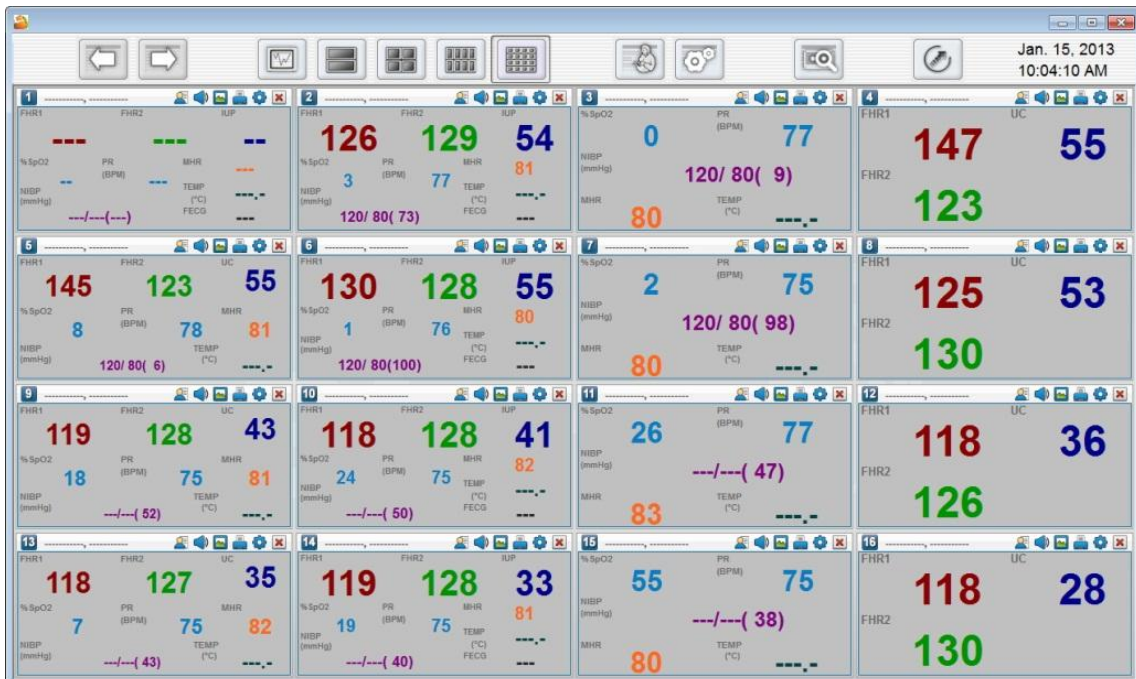 Jan. 15, 2013
10:04:10 AM
1 ----------, ----------
FHR1 FHR2 IUP
--- --- --
%SpO2 PR (BPM) MHR
-- --- ---
NIBP (mmHg) TEMP (°C) ---.-
---/---(---) FECG ---
2 ----------, ----------
FHR1 FHR2 IUP
126 129 54
%SpO2 PR (BPM) MHR
3 77 81
NIBP (mmHg) TEMP (°C) ---.-
120/ 80( 73) FECG ---
3 ----------, ----------
%SpO2 PR (BPM)
0 77
NIBP (mmHg)
120/ 80( 9)
MHR TEMP (°C)
80 ---.-
4 ----------, ----------
FHR1 UC
147 55
FHR2
123
5 ----------, ----------
FHR1 FHR2 UC
145 123 55
%SpO2 PR (BPM) MHR
8 78 81
NIBP (mmHg) TEMP (°C)
120/ 80( 6) ---.-
6 ----------, ----------
FHR1 FHR2 IUP
130 128 55
%SpO2 PR (BPM) MHR
1 76 80
NIBP (mmHg) TEMP (°C) ---.-
120/ 80(100) FECG ---
7 ----------, ----------
%SpO2 PR (BPM)
2 75
NIBP (mmHg)
120/ 80( 98)
MHR TEMP (°C)
80 ---.-
8 ----------, ----------
FHR1 UC
125 53
FHR2
130
9 ----------, ----------
FHR1 FHR2 UC
119 128 43
%SpO2 PR (BPM) MHR
18 75 81
NIBP (mmHg) TEMP (°C)
---/---( 52) ---.-
10 ----------, ----------
FHR1 FHR2 IUP
118 128 41
%SpO2 PR (BPM) MHR
24 75 82
NIBP (mmHg) TEMP (°C) ---.-
---/---( 50) FECG ---
11 ----------, ----------
%SpO2 PR (BPM)
26 77
NIBP (mmHg)
---/---( 47)
MHR TEMP (°C)
83 ---.-
12 ----------, ----------
FHR1 UC
118 36
FHR2
126
13 ----------, ----------
FHR1 FHR2 UC
118 127 35
%SpO2 PR (BPM) MHR
7 75 82
NIBP (mmHg) TEMP (°C)
---/---( 43) ---.-
14 ----------, ----------
FHR1 FHR2 IUP
119 128 33
%SpO2 PR (BPM) MHR
19 75 81
NIBP (mmHg) TEMP (°C) ---.-
---/---( 40) FECG ---
15 ----------, ----------
%SpO2 PR (BPM)
55 75
NIBP (mmHg)
---/---( 38)
MHR TEMP (°C)
80 ---.-
16 ----------, ----------
FHR1 UC
118 28
FHR2
130